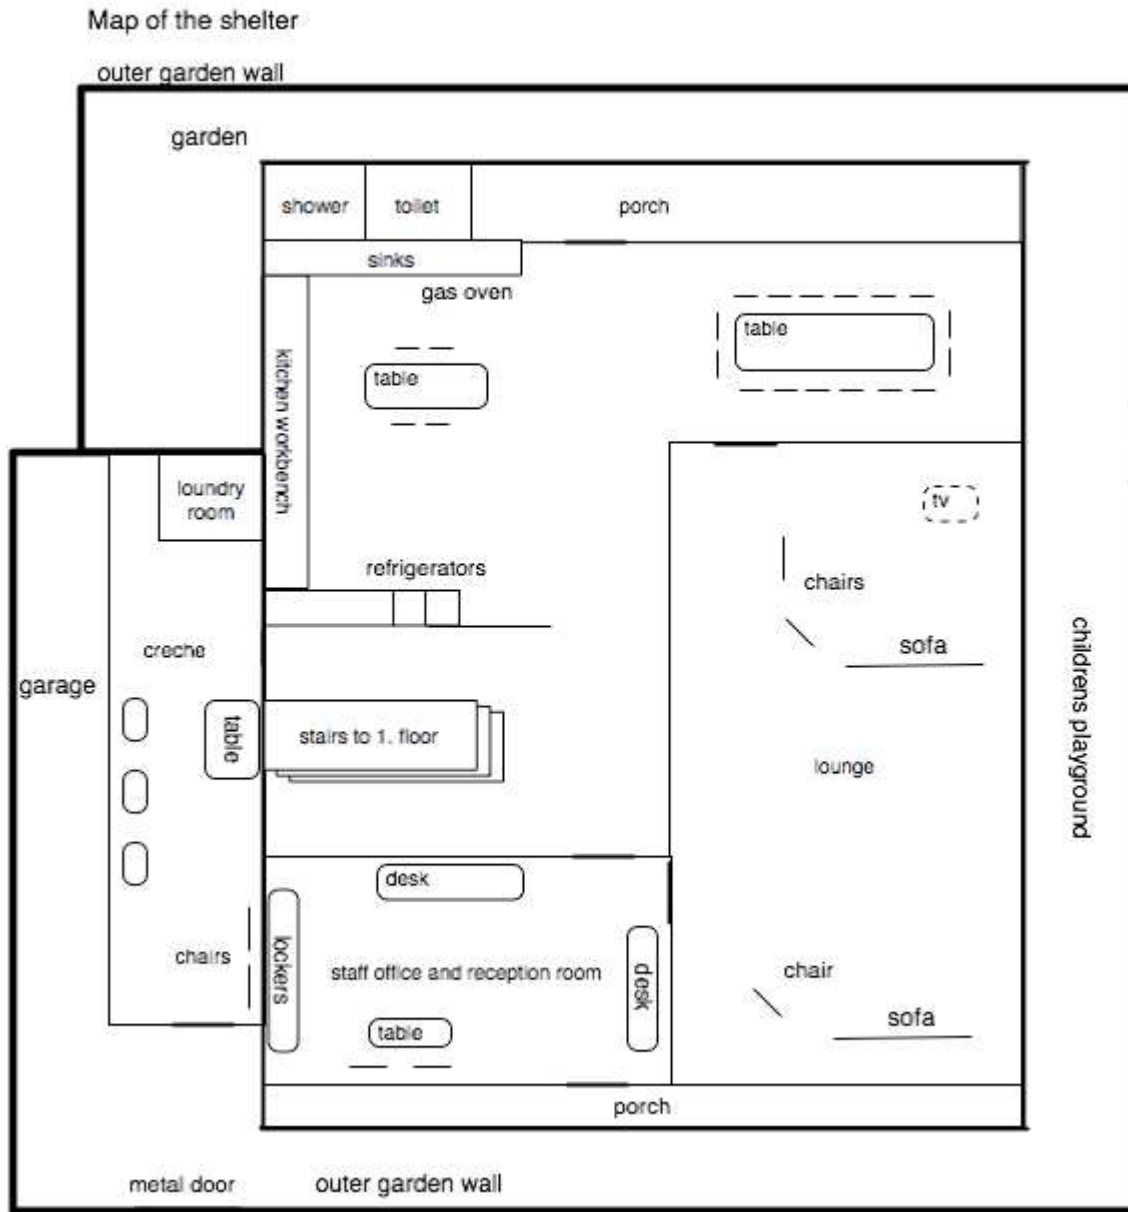 Map of the shelter
outer garden wall
garden
shower
toilet
porch
sinks
gas oven
table
table
kitchen workbench
loundry
room
tv
refrigerators
chairs
creche
sofa
garage
table
stairs to 1. floor
lounge
childrens playground
desk
chairs
lockers
staff office and reception room
desk
chair
table
sofa
porch
metal door
outer garden wall